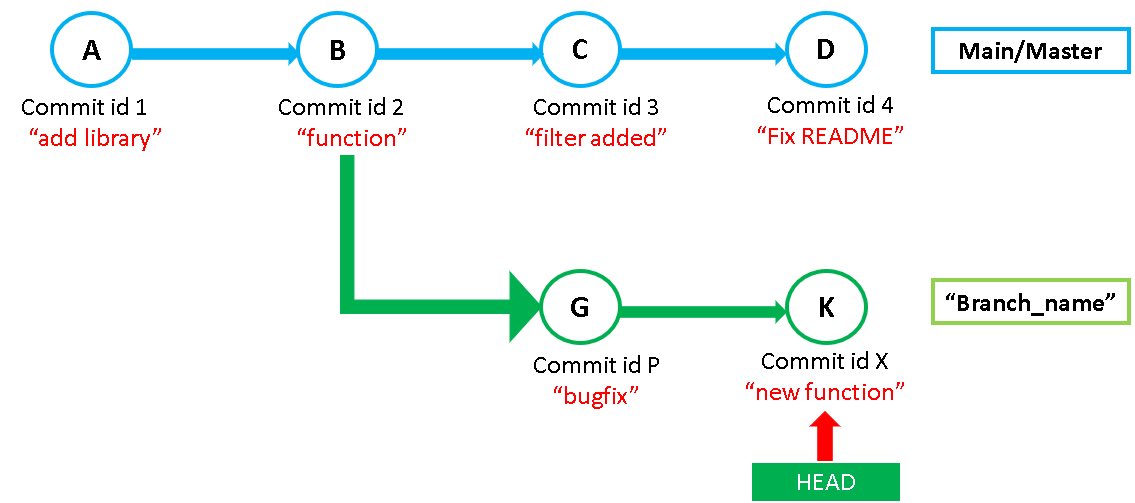 A
B
C
D
Main/Master
Commit id 1
Commit id 2
Commit id 3
Commit id 4
“add library”
“function”
“filter added”
“Fix README”
G
K
“Branch_name”
Commit id P
Commit id X
“bugfix”
“new function”
HEAD